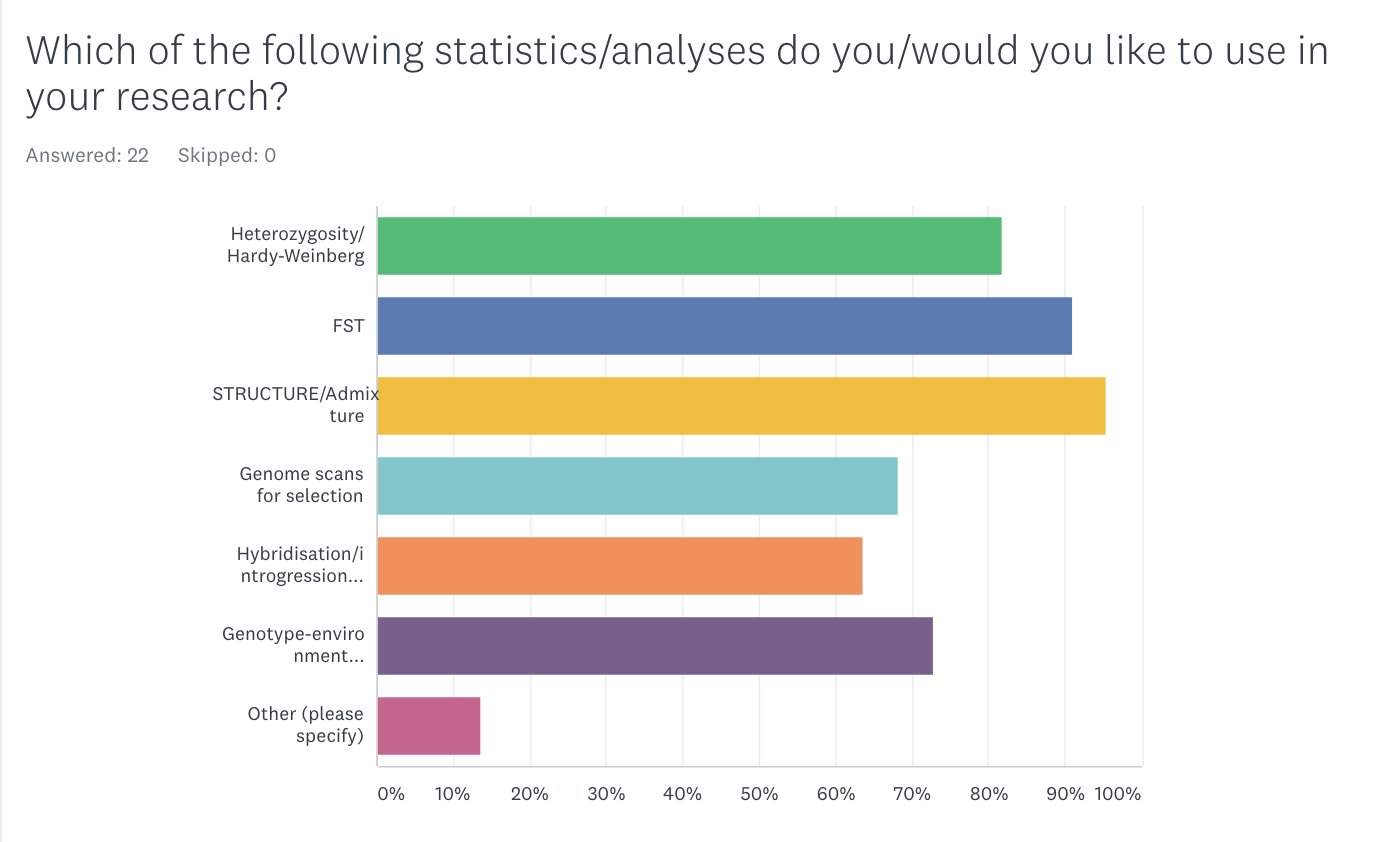 Which of the following statistics/analyses do you/would you like to use in
your research?
Answered: 22 Skipped: 0
Heterozygosity/
Hardy-Weinberg
FST
STRUCTURE/Admix
ture
Genome scans
for selection
Hybridisation/i
ntrogression...
Genotype-enviro
nment...
Other (please
specify)
0% 10% 20% 30% 40% 50% 60% 70% 80% 90% 100%